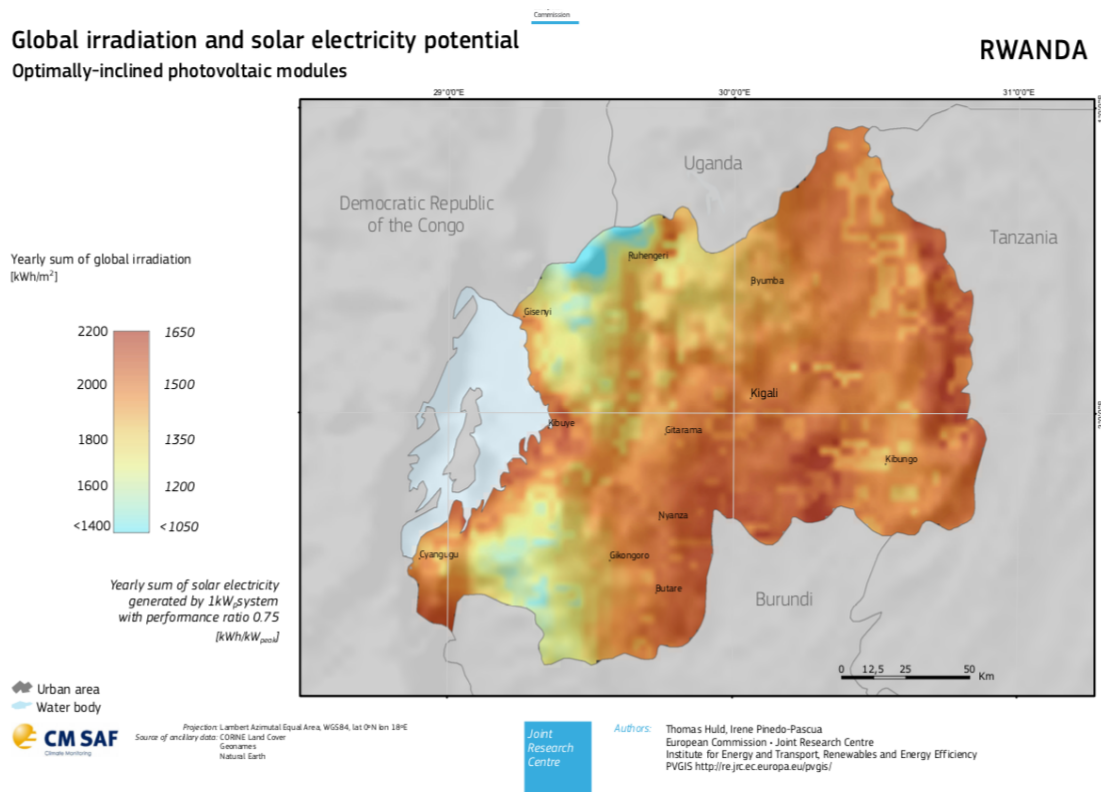 Commission
Global irradiation and solar electricity potential
Optimally-inclined photovoltaic modules
RWANDA
29°0'0"E
30°0'0"E
31°0'0"E
Uganda
Democratic Republic
of the Congo
Tanzania
Yearly sum of global irradiation
[kWh/m²]
Ruhengeri
Byumba
Gisenyi
2200 1650
2000 1500
1800 1350
1600 1200
<1400 <1050
Kigali
Kibuye
Gitarama
Kibungo
Nyanza
Cyangugu
Gikongoro
Butare
Burundi
Yearly sum of solar electricity
generated by 1kWpsystem
with performance ratio 0.75
[kWh/kWpeak]
0 12,5 25 50 Km
Urban area
Water body
CM SAF
Climate Monitoring
Projection: Lambert Azimutal Equal Area, WGS84, lat 0ºN lon 18ºE
Source of ancillary data: CORINE Land Cover
Geonames
Natural Earth
Joint
Research
Centre
Authors: Thomas Huld, Irene Pinedo-Pascua
European Commission - Joint Research Centre
Institute for Energy and Transport, Renewables and Energy Efficiency
PVGIS http://re.jrc.ec.europa.eu/pvgis/